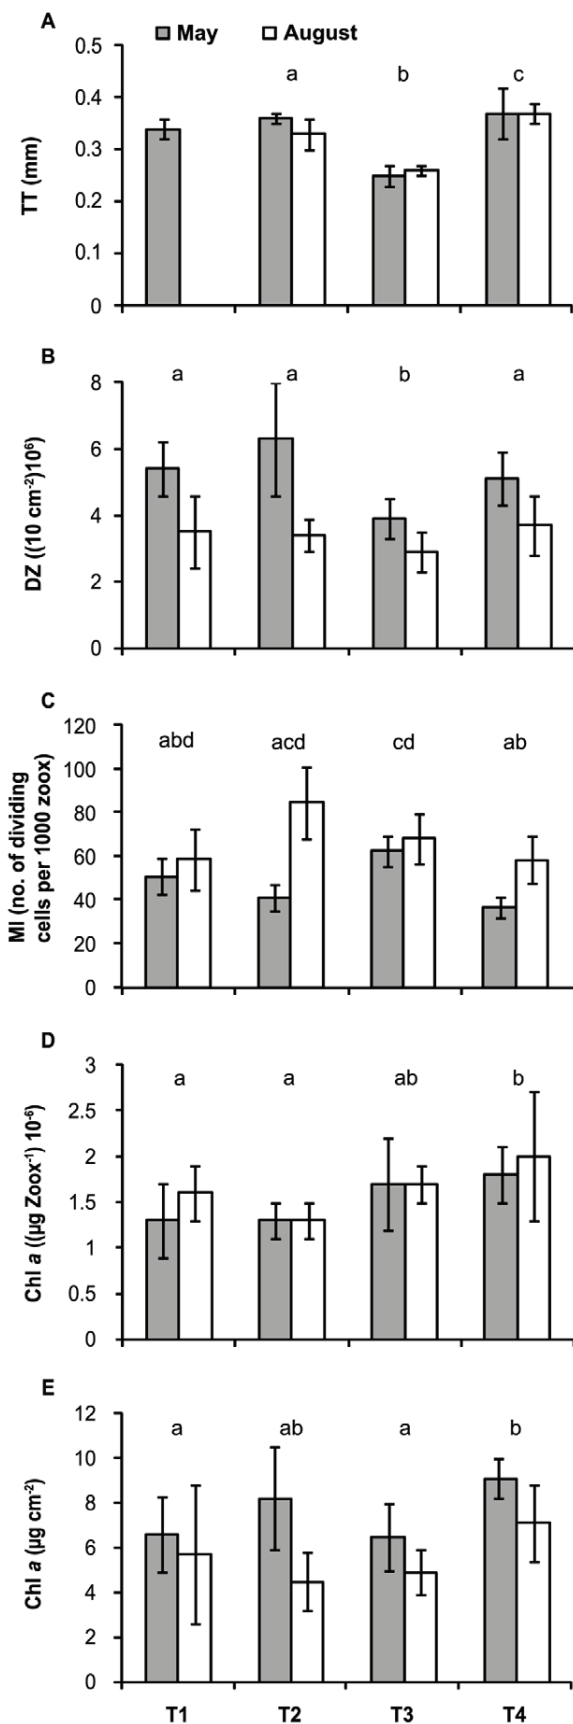 A
May August
0.5
0.4
0.3
0.2
0.1
0
TT (mm)
a b c
B
8
6
4
2
0
DZ ((10 cm⁻²)10⁶)
a a b a
C
120
100
80
60
40
20
0
MI (no. of dividing
cells per 1000 zoox)
abd acd cd ab
D
3
2.5
2
1.5
1
0.5
0
Chl a ((µg Zoox⁻¹) 10⁻⁶)
a a ab b
E
12
10
8
6
4
2
0
Chl a (µg cm⁻²)
a ab a b
T1 T2 T3 T4